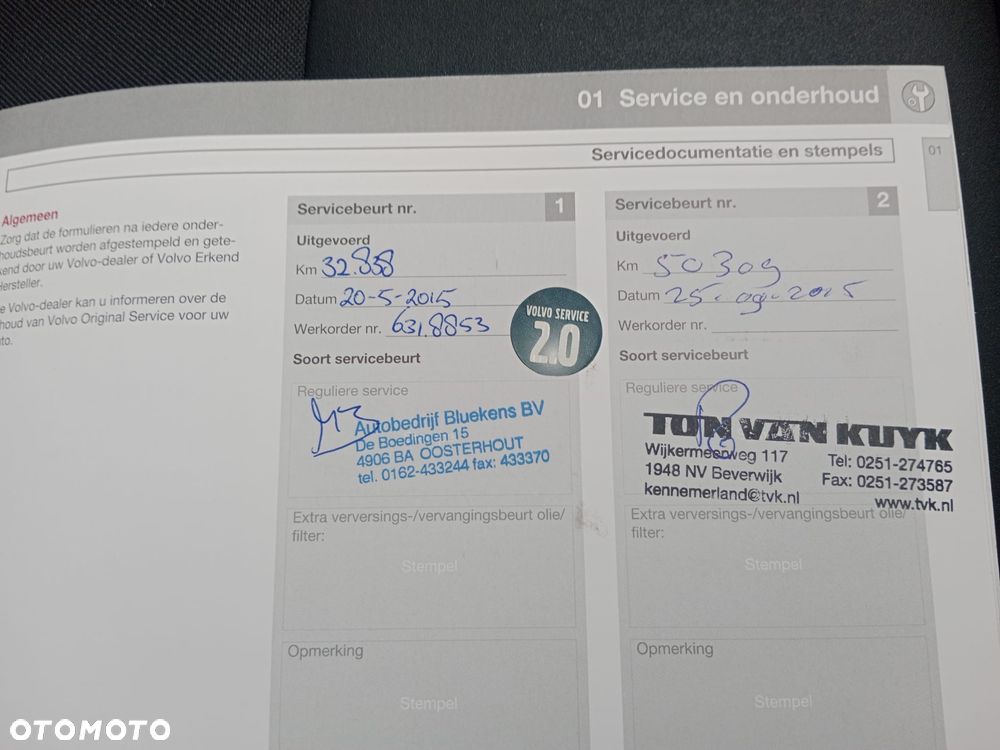 01 Service en onderhoud
Servicedocumentatie en stempels
01
Algemeen
Zorg dat de formulieren na iedere onder-
houdsbeurt worden afgestempeld en gete-
kend door uw Volvo-dealer of Volvo Erkend
Hersteller.
e Volvo-dealer kan u informeren over de
houd van Volvo Original Service voor uw
uto.
Servicebeurt nr. 1
Uitgevoerd
Km 32.838
Datum 20-5-2015
Werkorder nr. 631.8853
VOLVO SERVICE
2.0
Soort servicebeurt
Reguliere service
Autobedrijf Bluekens BV
De Boedingen 15
4906 BA OOSTERHOUT
tel. 0162-433244 fax: 433370
Extra verversings-/vervangingsbeurt olie/
filter:
Stempel
Opmerking
Stempel
Servicebeurt nr. 2
Uitgevoerd
Km 50309
Datum 25-09-2015
Werkorder nr.
Soort servicebeurt
Reguliere service
TON VAN KUYK
Wijkermeerweg 117 Tel: 0251-274765
1948 NV Beverwijk Fax: 0251-273587
kennemerland@tvk.nl www.tvk.nl
Extra verversings-/vervangingsbeurt olie/
filter:
Stempel
Opmerking
Stempel
OTOMOTO